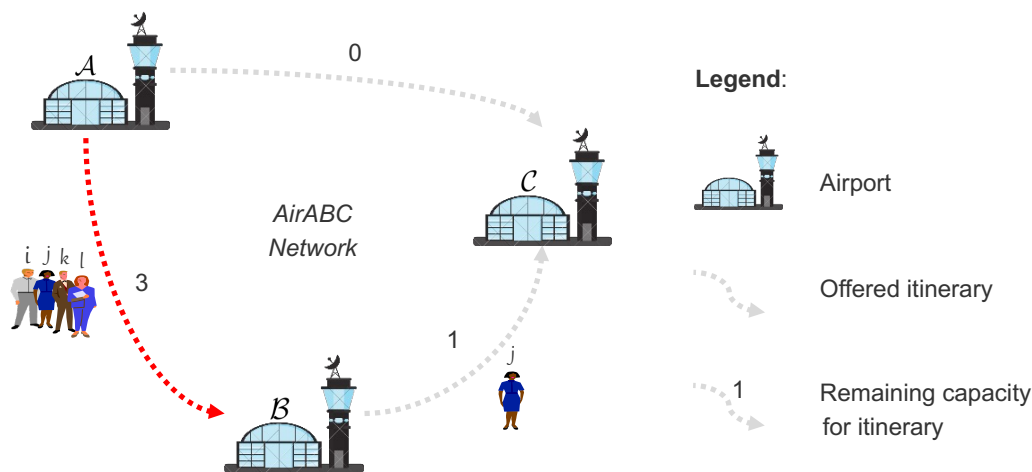 0
𝒜
Legend:
𝒞
Airport
AirABC
Network
i j k l
3
Offered itinerary
1
j
ℬ
1
Remaining capacity
for itinerary